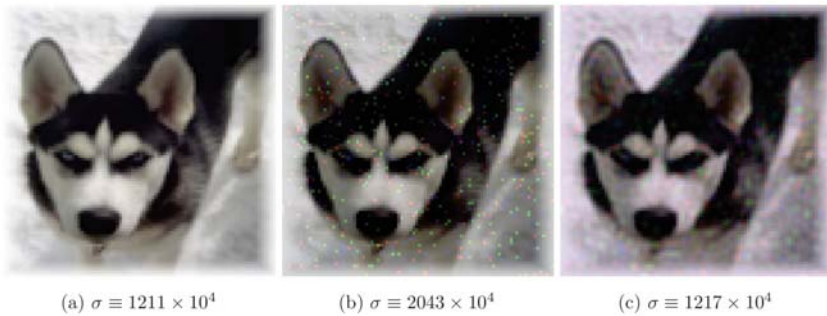 (a) σ ≡ 1211 × 10⁴
(b) σ ≡ 2043 × 10⁴
(c) σ ≡ 1217 × 10⁴